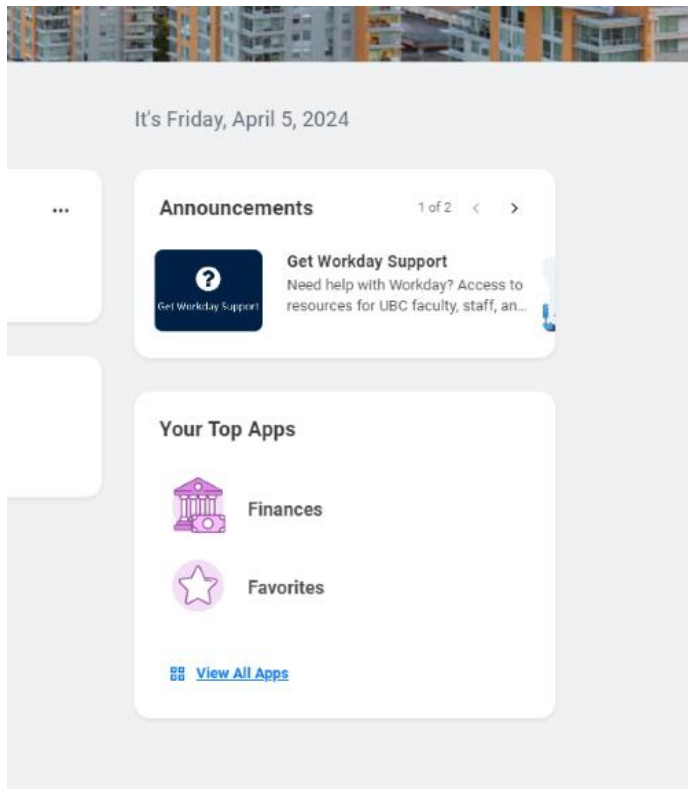 It's Friday, April 5, 2024
...
Announcements
1 of 2
Get Workday Support
Get Workday Support
Need help with Workday? Access to
resources for UBC faculty, staff, an...
Your Top Apps
Finances
Favorites
View All Apps